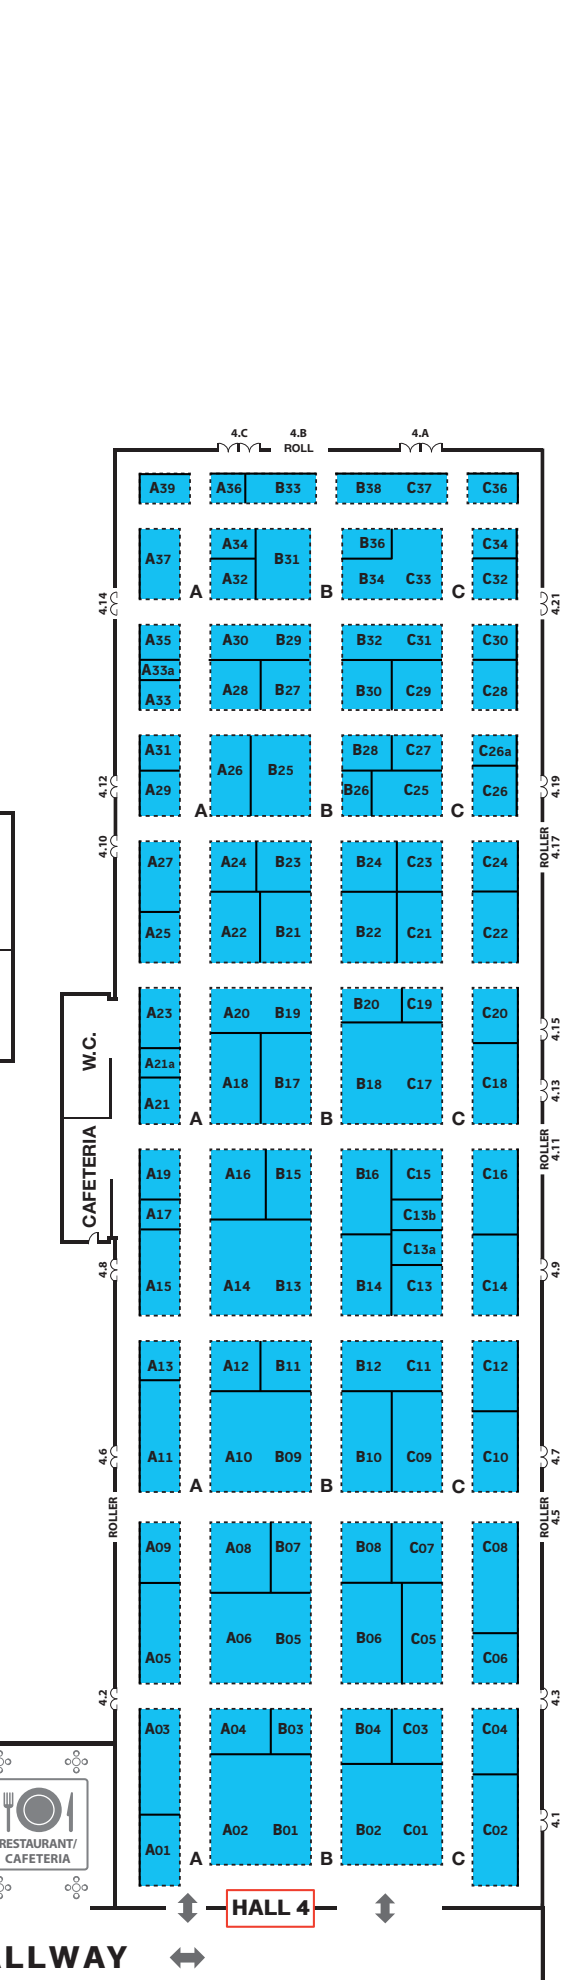 4.C 4.B 4.A
ROLL
A39 A36 B33 B38 C37 C36
A34 B36 C34
A37 B31
A32 B34 C33 C32
A B C
4.14 4.21
A35 A30 B29 B32 C31 C30
A33a
A33 A28 B27 B30 C29 C28
A31 B28 C27 C26a
A26 B25
A29 B26 C25 C26
4.12 4.19
A B C
4.10 ROLLER 4.17
A27 A24 B23 B24 C23 C24
A25 A22 B21 B22 C21 C22
A23 A20 B19 B20 C19 C20
W.C. 4.15
A21a A18 B17 B18 C17 C18
A21 4.13
A B C
CAFETERIA ROLLER 4.11
A19 A16 B15 B16 C15 C16
A17 C13b
C13a
4.8 4.9
A15 A14 B13 B14 C13 C14
A13 A12 B11 B12 C11 C12
A11 A10 B09 B10 C09 C10
4.6 4.7
A B C
ROLLER ROLLER 4.5
A09 A08 B07 B08 C07 C08
A06 B05 B06 C05
A05 C06
4.2 4.3
A03 A04 B03 B04 C03 C04
A02 B01 B02 C01 C02
4.1
RESTAURANT/
CAFETERIA
A01
A B C
HALL 4
LLWAY